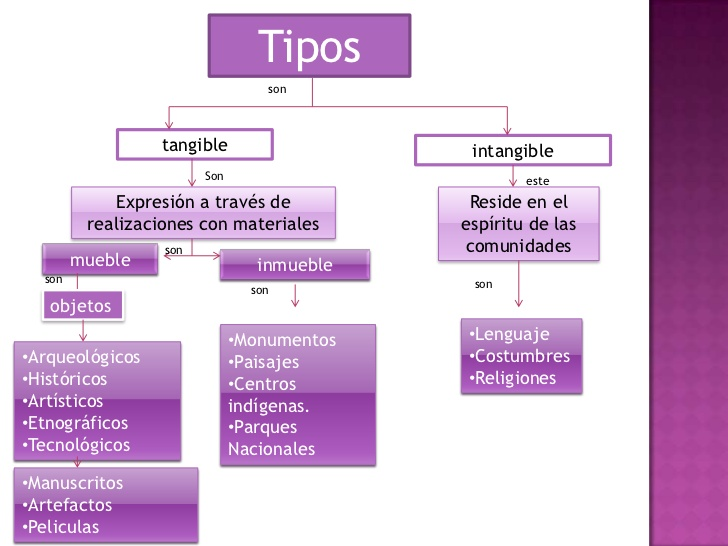 Tipos
son
tangible
intangible
Son
este
Expresión a través de
realizaciones con materiales
Reside en el
espíritu de las
comunidades
mueble
son
inmueble
son
son
son
objetos
•Arqueológicos
•Históricos
•Artísticos
•Etnográficos
•Tecnológicos
•Monumentos
•Paisajes
•Centros
indígenas.
•Parques
Nacionales
•Lenguaje
•Costumbres
•Religiones
•Manuscritos
•Artefactos
•Peliculas